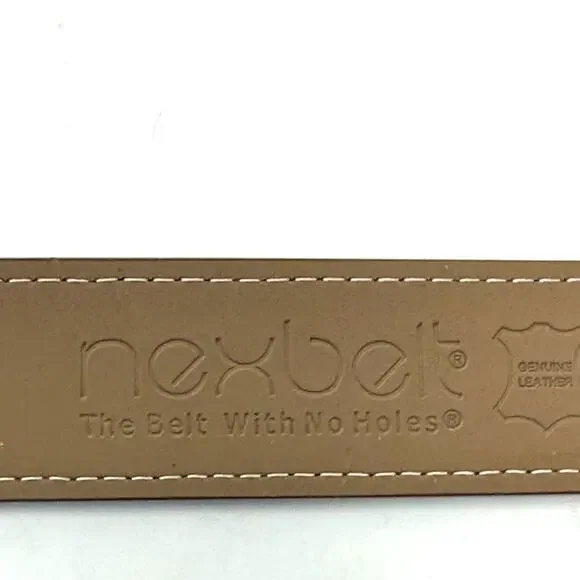 nexbelt®
The Belt With No Holes®
GENUINE
LEATHER